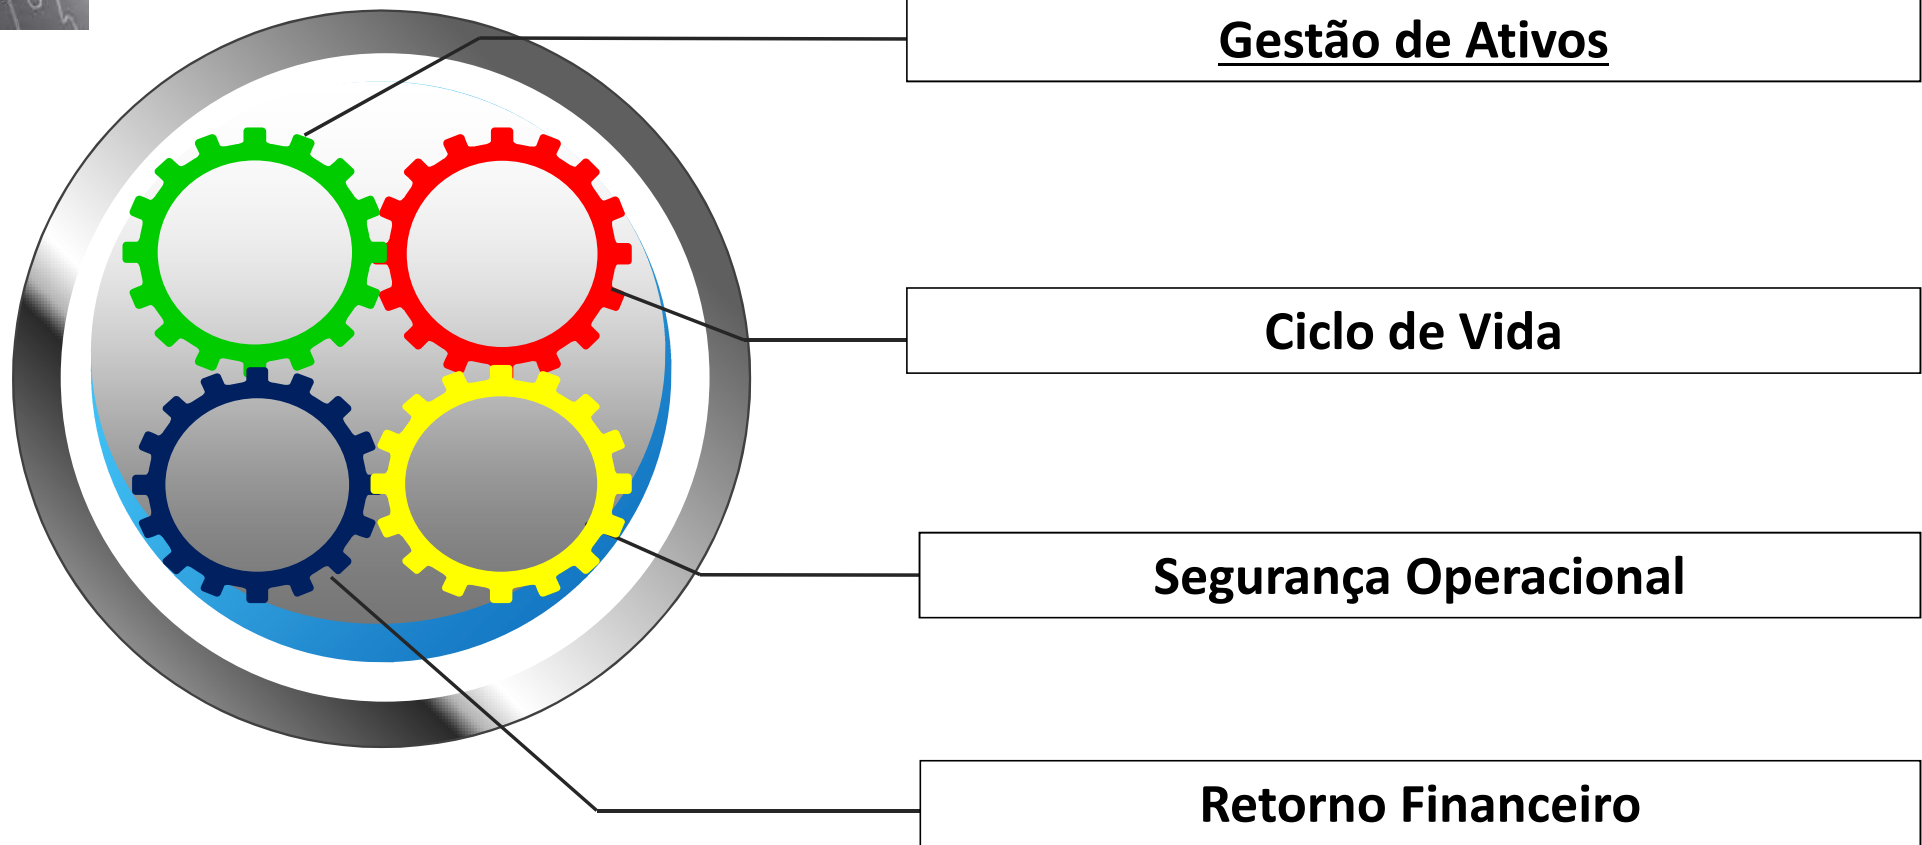 Gestão de Ativos
Ciclo de Vida
Segurança Operacional
Retorno Financeiro